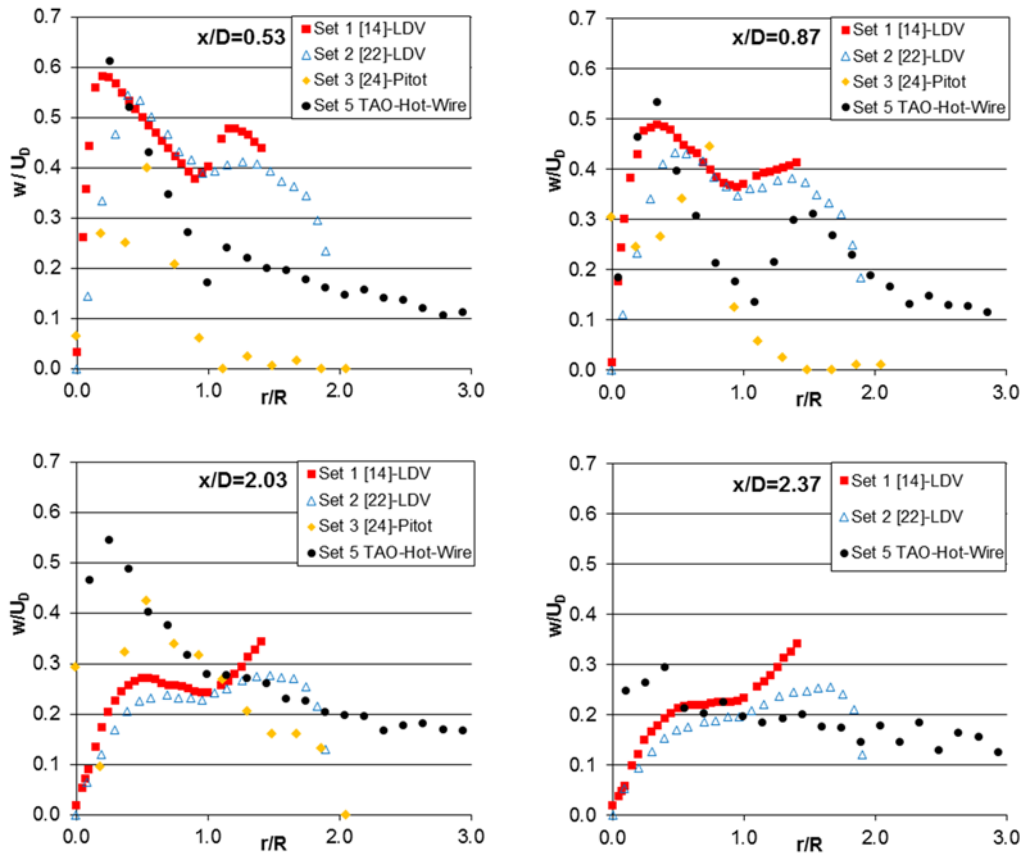 x/D=0.53
Set 1 [14]-LDV
Set 2 [22]-LDV
Set 3 [24]-Pitot
Set 5 TAO-Hot-Wire
w/U_D
0.7
0.6
0.5
0.4
0.3
0.2
0.1
0.0
0.0 1.0 2.0 3.0
r/R
x/D=0.87
Set 1 [14]-LDV
Set 2 [22]-LDV
Set 3 [24]-Pitot
Set 5 TAO-Hot-Wire
w/U_D
0.7
0.6
0.5
0.4
0.3
0.2
0.1
0.0
0.0 1.0 2.0 3.0
r/R
x/D=2.03
Set 1 [14]-LDV
Set 2 [22]-LDV
Set 3 [24]-Pitot
Set 5 TAO-Hot-Wire
w/U_D
0.7
0.6
0.5
0.4
0.3
0.2
0.1
0.0
0.0 1.0 2.0 3.0
r/R
x/D=2.37
Set 1 [14]-LDV
Set 2 [22]-LDV
Set 5 TAO-Hot-Wire
w/U_D
0.7
0.6
0.5
0.4
0.3
0.2
0.1
0.0
0.0 1.0 2.0 3.0
r/R